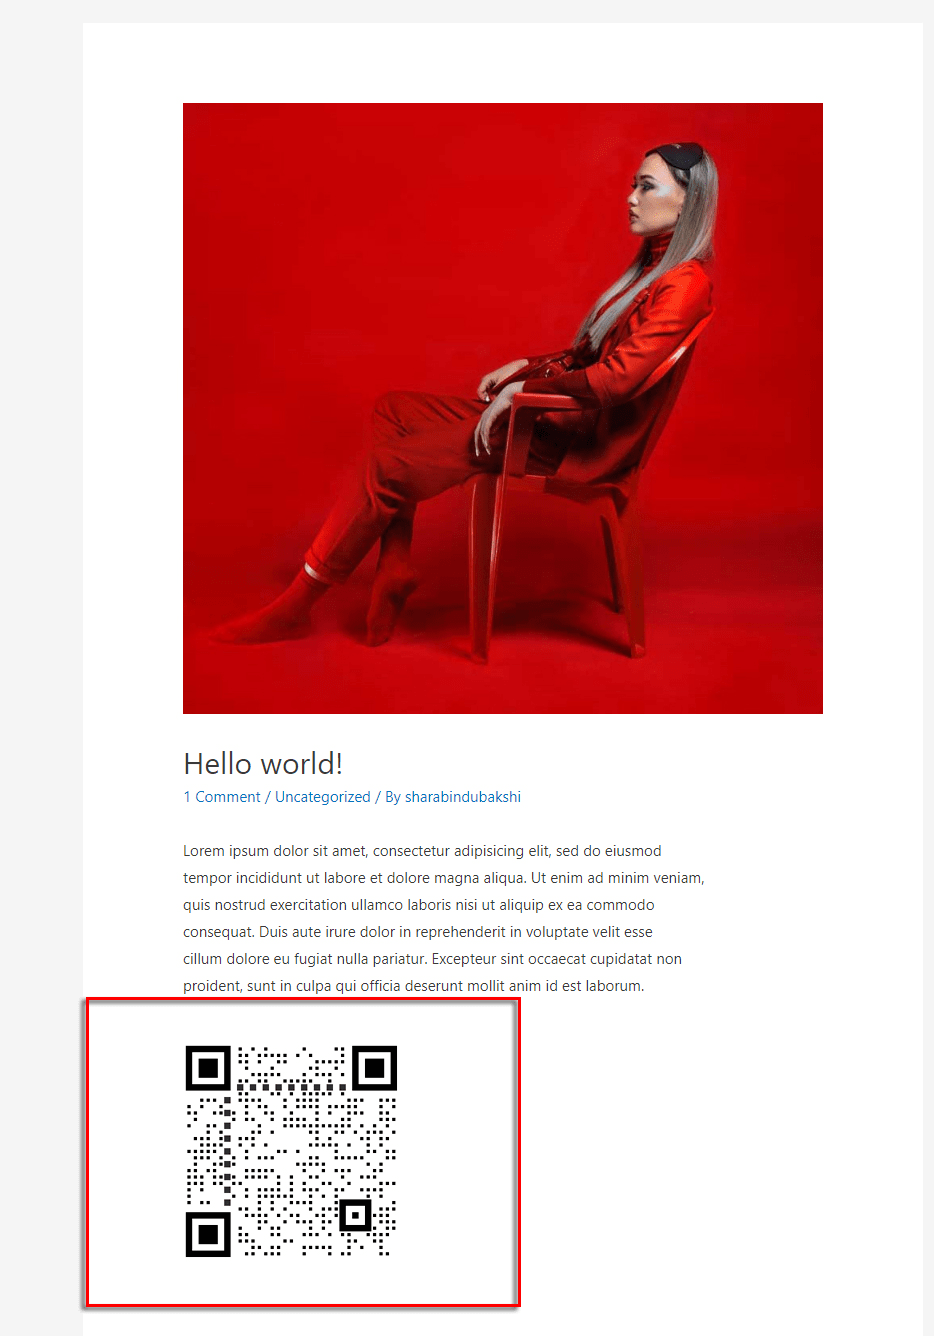 Hello world!
1 Comment / Uncategorized / By sharabindubakshi
Lorem ipsum dolor sit amet, consectetur adipisicing elit, sed do eiusmod
tempor incididunt ut labore et dolore magna aliqua. Ut enim ad minim veniam,
quis nostrud exercitation ullamco laboris nisi ut aliquip ex ea commodo
consequat. Duis aute irure dolor in reprehenderit in voluptate velit esse
cillum dolore eu fugiat nulla pariatur. Excepteur sint occaecat cupidatat non
proident, sunt in culpa qui officia deserunt mollit anim id est laborum.